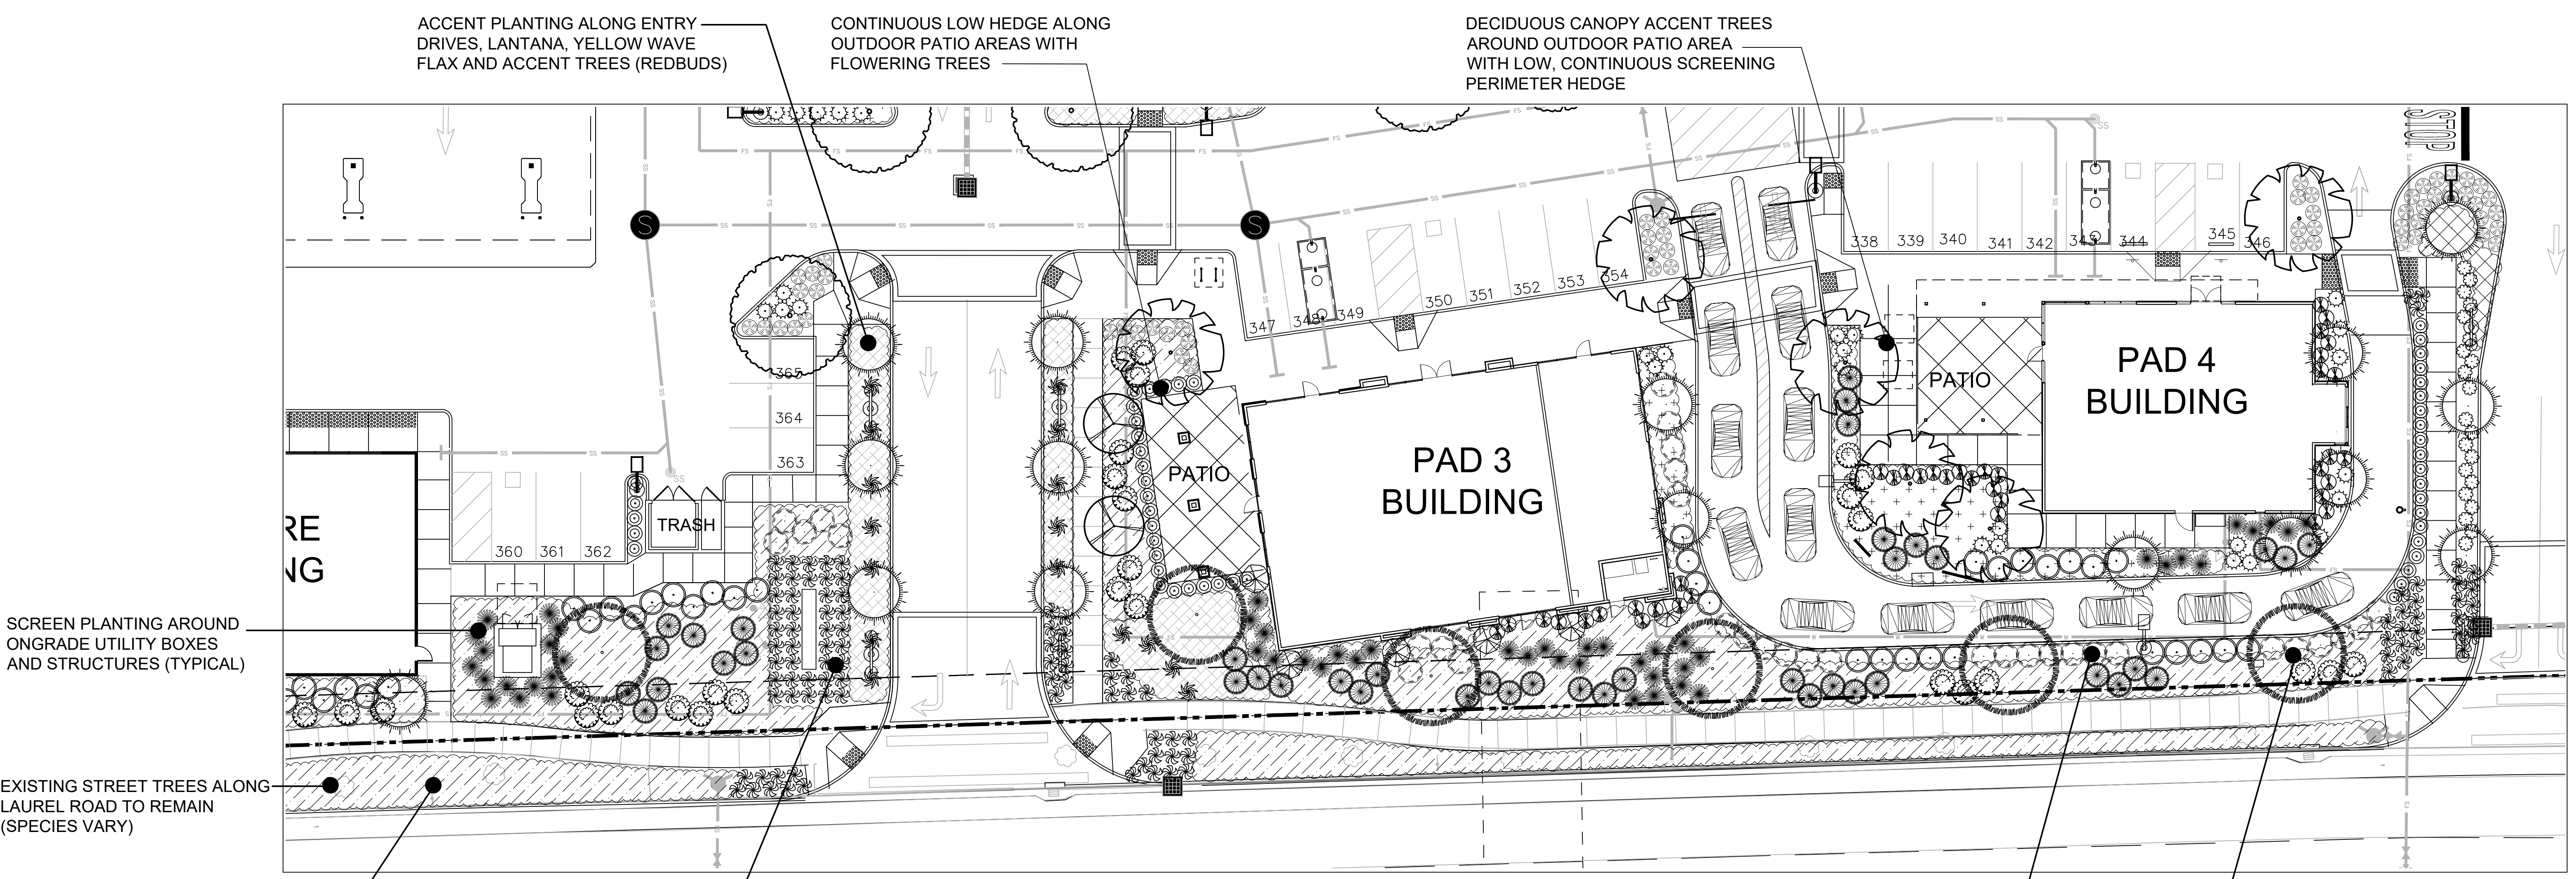 ACCENT PLANTING ALONG ENTRY
DRIVES, LANTANA, YELLOW WAVE
FLAX AND ACCENT TREES (REDBUDS)
CONTINUOUS LOW HEDGE ALONG
OUTDOOR PATIO AREAS WITH
FLOWERING TREES
DECIDUOUS CANOPY ACCENT TREES
AROUND OUTDOOR PATIO AREA
WITH LOW, CONTINUOUS SCREENING
PERIMETER HEDGE
STOP
SS
FS
S
S
338 339 340 341 342 343 344 345 346
347 348 349 350 351 352 353 354
365
364
363
360 361 362
TRASH
PATIO
PAD 3
BUILDING
PATIO
PAD 4
BUILDING
RE
NG
SCREEN PLANTING AROUND
ONGRADE UTILITY BOXES
AND STRUCTURES (TYPICAL)
EXISTING STREET TREES ALONG
LAUREL ROAD TO REMAIN
(SPECIES VARY)